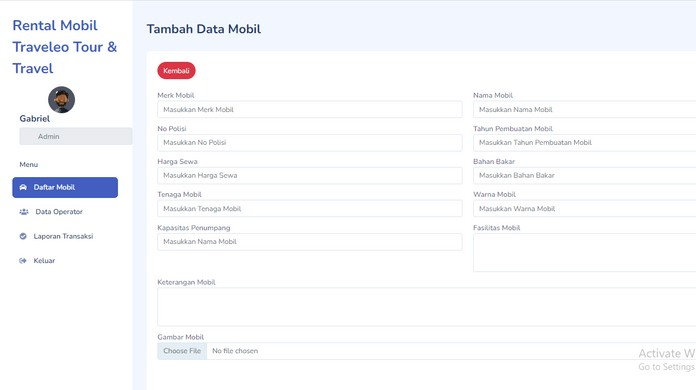 Rental Mobil
Traveleo Tour &
Travel
Gabriel
Admin
Menu
Daftar Mobil
Data Operator
Laporan Transaksi
Keluar
Tambah Data Mobil
Kembali
Merk Mobil
Masukkan Merk Mobil
Nama Mobil
Masukkan Nama Mobil
No Polisi
Masukkan No Polisi
Tahun Pembuatan Mobil
Masukkan Tahun Pembuatan Mobil
Harga Sewa
Masukkan Harga Sewa
Bahan Bakar
Masukkan Bahan Bakar
Tenaga Mobil
Masukkan Tenaga Mobil
Warna Mobil
Masukkan Warna Mobil
Kapasitas Penumpang
Masukkan Nama Mobil
Fasilitas Mobil
Keterangan Mobil
Gambar Mobil
Choose File No file chosen
Activate W
Go to Settings